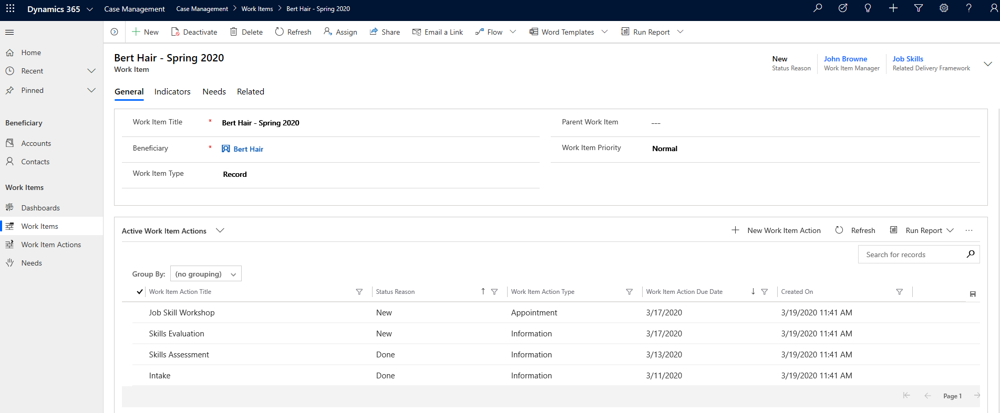 Dynamics 365 Case Management Case Management > Work Items > Bert Hair - Spring 2020
New Deactivate Delete Refresh Assign Share Email a Link Flow Word Templates Run Report
Home
Recent
Pinned
Beneficiary
Accounts
Contacts
Work Items
Dashboards
Work Items
Work Item Actions
Needs
Bert Hair - Spring 2020
Work Item
New
Status Reason
John Browne
Work Item Manager
Job Skills
Related Delivery Framework
General Indicators Needs Related
Work Item Title * Bert Hair - Spring 2020
Parent Work Item ---
Beneficiary * Bert Hair
Work Item Priority Normal
Work Item Type Record
Active Work Item Actions
New Work Item Action Refresh Run Report ...
Search for records
Group By: (no grouping)
Work Item Action Title Status Reason Work Item Action Type Work Item Action Due Date Created On
Job Skill Workshop New Appointment 3/17/2020 3/19/2020 11:41 AM
Skills Evaluation New Information 3/17/2020 3/19/2020 11:41 AM
Skills Assessment Done Information 3/13/2020 3/19/2020 11:41 AM
Intake Done Information 3/11/2020 3/19/2020 11:41 AM
Page 1